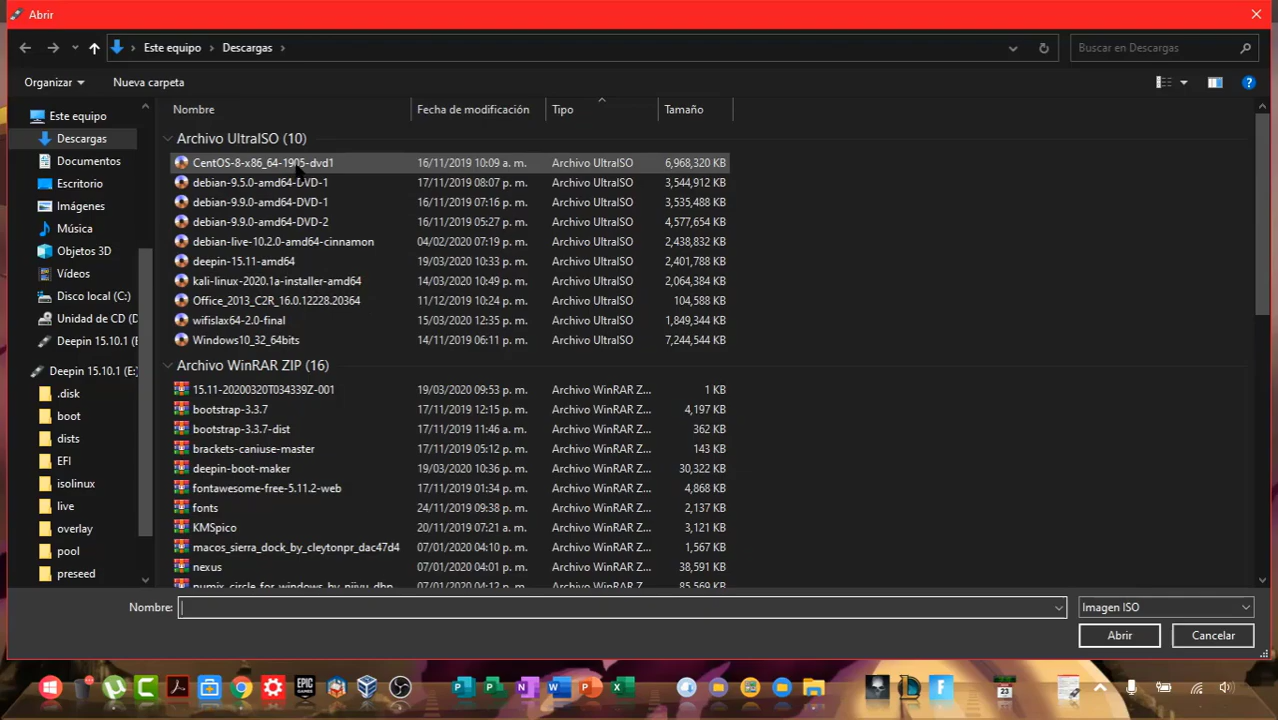 Abrir
Este equipo > Descargas >
Buscar en Descargas
Organizar
Nueva carpeta
Este equipo
Descargas
Documentos
Escritorio
Imágenes
Música
Objetos 3D
Vídeos
Disco local (C:)
Unidad de CD (D
Deepin 15.10.1 (E
Deepin 15.10.1 (E:)
.disk
boot
dists
EFI
isolinux
live
overlay
pool
preseed
Nombre Fecha de modificación Tipo Tamaño
Archivo UltraISO (10)
CentOS-8-x86_64-1905-dvd1 16/11/2019 10:09 a. m. Archivo UltraISO 6,968,320 KB
debian-9.5.0-amd64-DVD-1 17/11/2019 08:07 p. m. Archivo UltraISO 3,544,912 KB
debian-9.9.0-amd64-DVD-1 16/11/2019 07:16 p. m. Archivo UltraISO 3,535,488 KB
debian-9.9.0-amd64-DVD-2 16/11/2019 05:27 p. m. Archivo UltraISO 4,577,654 KB
debian-live-10.2.0-amd64-cinnamon 04/02/2020 07:19 p. m. Archivo UltraISO 2,438,832 KB
deepin-15.11-amd64 19/03/2020 10:33 p. m. Archivo UltraISO 2,401,788 KB
kali-linux-2020.1a-installer-amd64 14/03/2020 10:49 p. m. Archivo UltraISO 2,064,384 KB
Office_2013_C2R_16.0.12228.20364 11/12/2019 10:24 p. m. Archivo UltraISO 104,588 KB
wifislax64-2.0-final 15/03/2020 12:35 p. m. Archivo UltraISO 1,849,344 KB
Windows10_32_64bits 14/11/2019 06:11 p. m. Archivo UltraISO 7,244,544 KB
Archivo WinRAR ZIP (16)
15.11-20200320T034339Z-001 19/03/2020 09:53 p. m. Archivo WinRAR Z... 1 KB
bootstrap-3.3.7 17/11/2019 12:15 p. m. Archivo WinRAR Z... 4,197 KB
bootstrap-3.3.7-dist 17/11/2019 11:46 a. m. Archivo WinRAR Z... 362 KB
brackets-caniuse-master 17/11/2019 05:12 p. m. Archivo WinRAR Z... 143 KB
deepin-boot-maker 19/03/2020 10:36 p. m. Archivo WinRAR Z... 30,322 KB
fontawesome-free-5.11.2-web 17/11/2019 01:34 p. m. Archivo WinRAR Z... 4,868 KB
fonts 24/11/2019 09:38 p. m. Archivo WinRAR Z... 2,137 KB
KMSpico 20/11/2019 07:21 a. m. Archivo WinRAR Z... 3,121 KB
macos_sierra_dock_by_cleytonpr_dac47d4 07/01/2020 04:10 p. m. Archivo WinRAR Z... 1,567 KB
nexus 07/01/2020 04:01 p. m. Archivo WinRAR Z... 38,591 KB
numix_circle_for_windows_by_niivu_dbn 07/01/2020 04:12 p. m. Archivo WinRAR Z... 85,569 KB
Nombre:
Imagen ISO
Abrir
Cancelar
EPIC GAMES
23